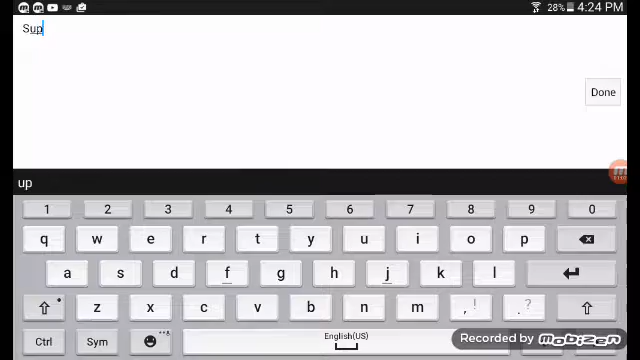 28% 4:24 PM
Sup
Done
up
1 2 3 4 5 6 7 8 9 0
q w e r t y u i o p
a s d f g h j k l
z x c v b n m , ! . ?
Ctrl Sym English(US)
Recorded by MOBIZEN